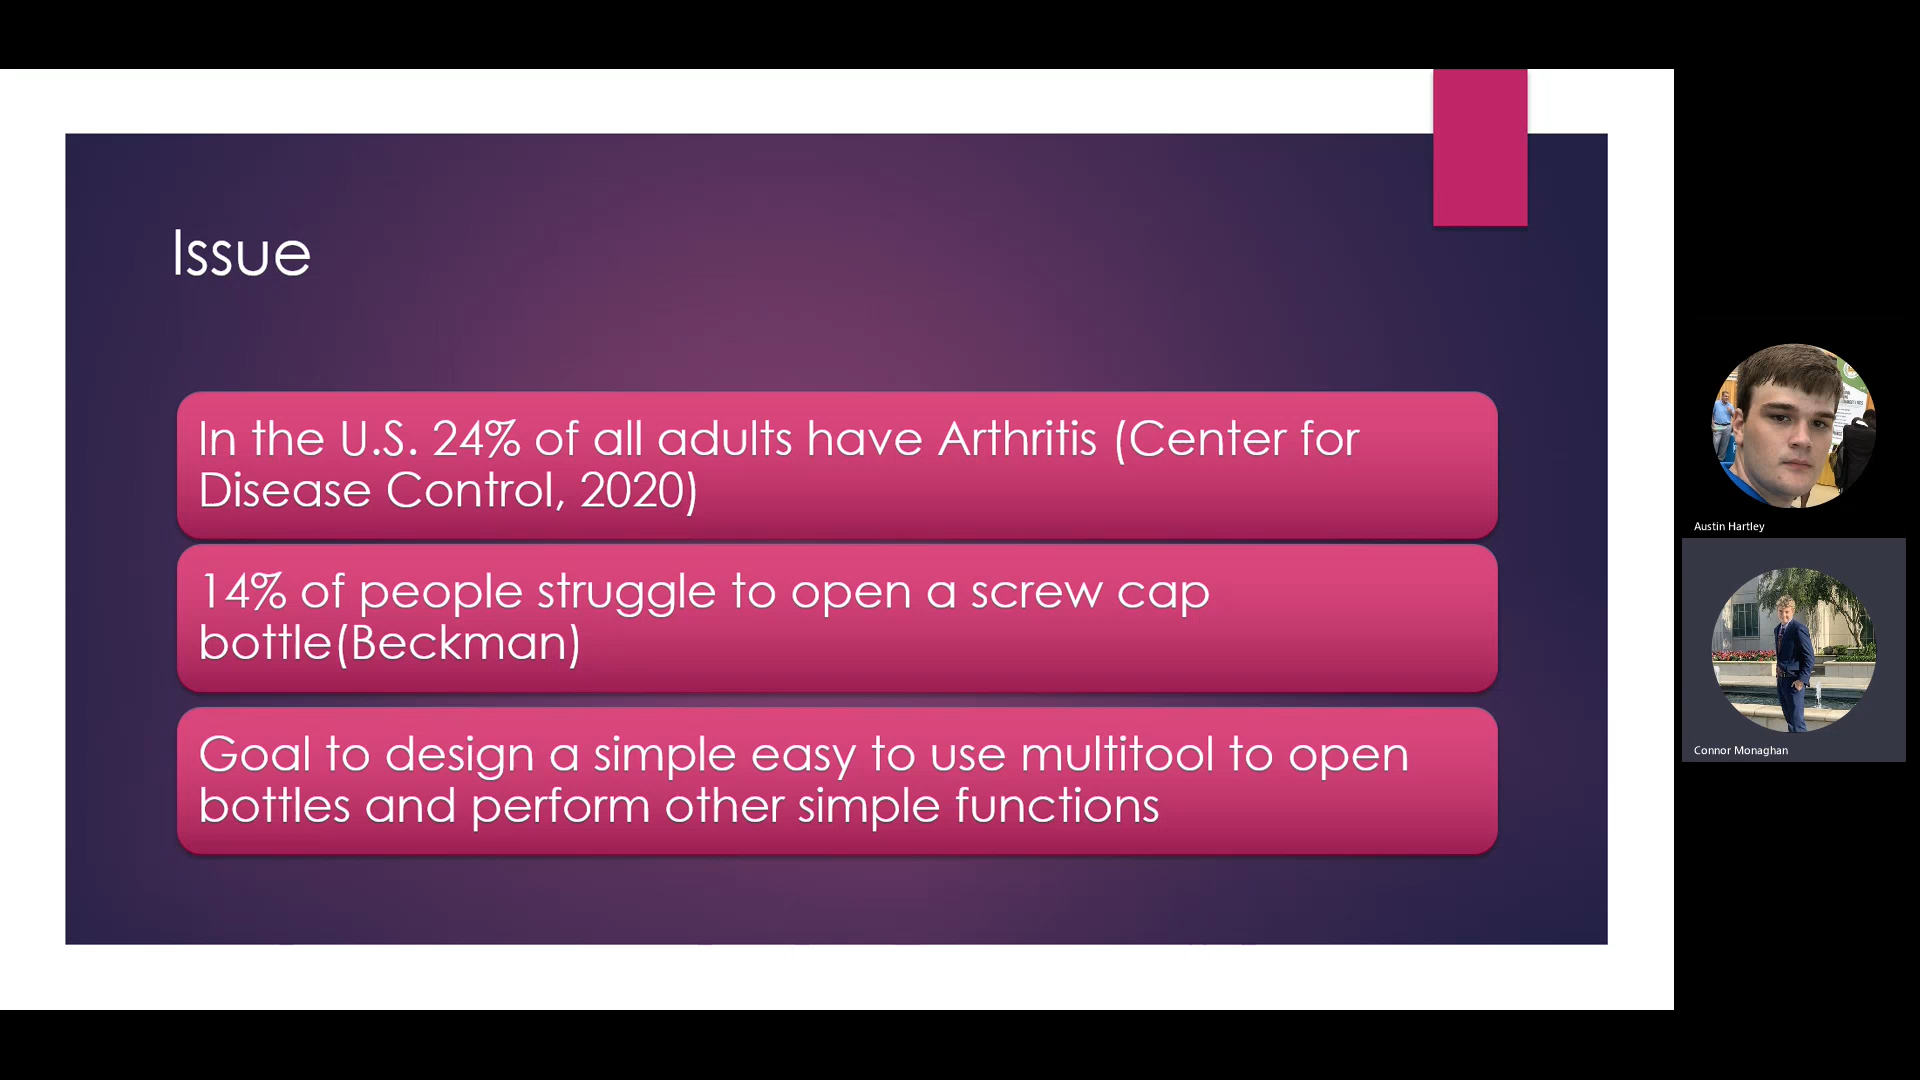 Issue
In the U.S. 24% of all adults have Arthritis (Center for
Disease Control, 2020)
14% of people struggle to open a screw cap
bottle(Beckman)
Goal to design a simple easy to use multitool to open
bottles and perform other simple functions
Austin Hartley
Connor Monaghan